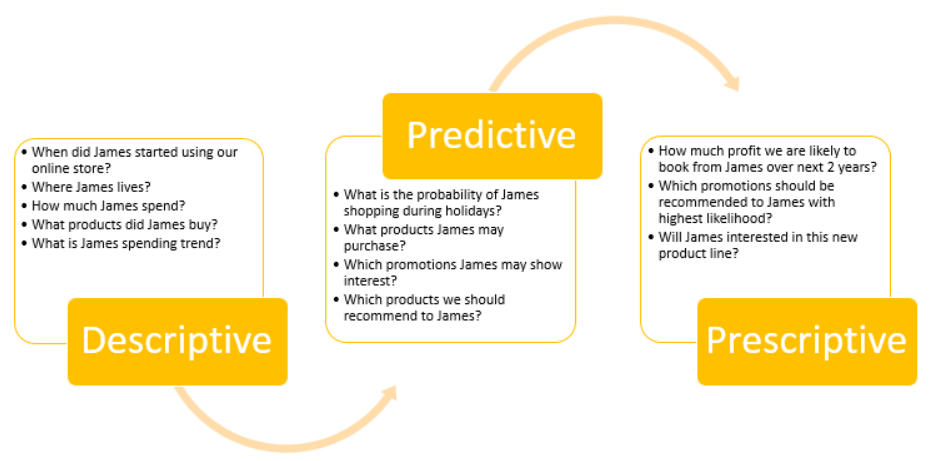 • When did James started using our
online store?
• Where James lives?
• How much James spend?
• What products did James buy?
• What is James spending trend?
Descriptive
Predictive
• What is the probability of James
shopping during holidays?
• What products James may
purchase?
• Which promotions James may show
interest?
• Which products we should
recommend to James?
• How much profit we are likely to
book from James over next 2 years?
• Which promotions should be
recommended to James with
highest likelihood?
• Will James interested in this new
product line?
Prescriptive